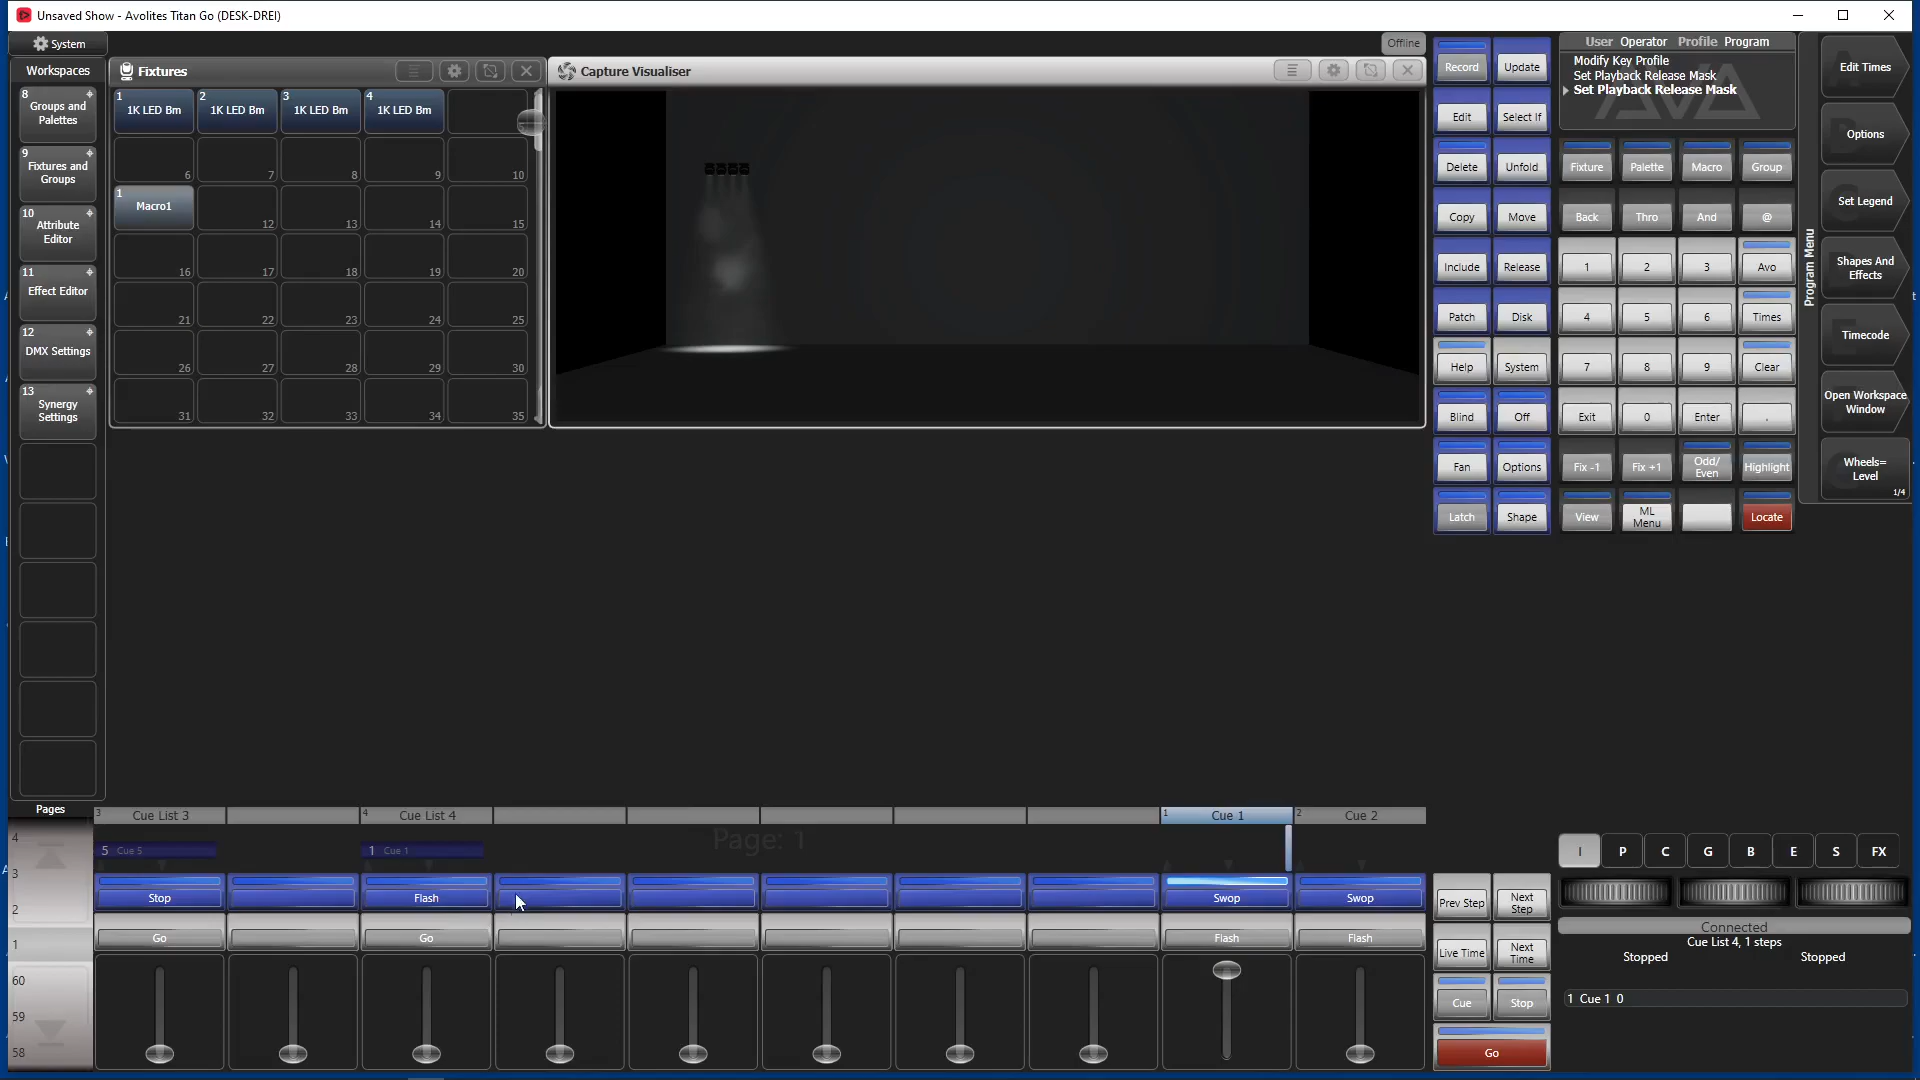 Unsaved Show - Avolites Titan Go (DESK-DREI)
System
Workspaces
8
Groups and
Palettes
9
Fixtures and
Groups
10
Attribute
Editor
11
Effect Editor
12
DMX Settings
13
Synergy
Settings
Fixtures
1
1K LED Bm
2
1K LED Bm
3
1K LED Bm
4
1K LED Bm
6
7
8
9
10
1
Macro1
12
13
14
15
16
17
18
19
20
21
22
23
24
25
26
27
28
29
30
31
32
33
34
35
Offline
Capture Visualiser
Record
Update
Edit
Select If
Delete
Unfold
Copy
Move
Include
Release
Patch
Disk
Help
System
Blind
Off
Fan
Options
Latch
Shape
User Operator Profile Program
Modify Key Profile
Set Playback Release Mask
Set Playback Release Mask
Fixture
Palette
Macro
Group
Back
Thro
And
@
1
2
3
Avo
4
5
6
Times
7
8
9
Clear
Exit
0
Enter
.
Fix -1
Fix +1
Odd/
Even
Highlight
View
ML
Menu
Locate
Program Menu
Edit Times
Options
Set Legend
Shapes And
Effects
Timecode
Open Workspace
Window
Wheels=
Level
1/4
Pages
4
3
2
1
60
59
58
3
Cue List 3
4
Cue List 4
1
Cue 1
2
Cue 2
5 Cue 5
1 Cue 1
Page: 1
Stop
Flash
Swop
Swop
Go
Go
Flash
Flash
Prev Step
Next
Step
Live Time
Next
Time
Cue
Stop
Go
I
P
C
G
B
E
S
FX
Connected
Cue List 4, 1 steps
Stopped
Stopped
1 Cue 1 0